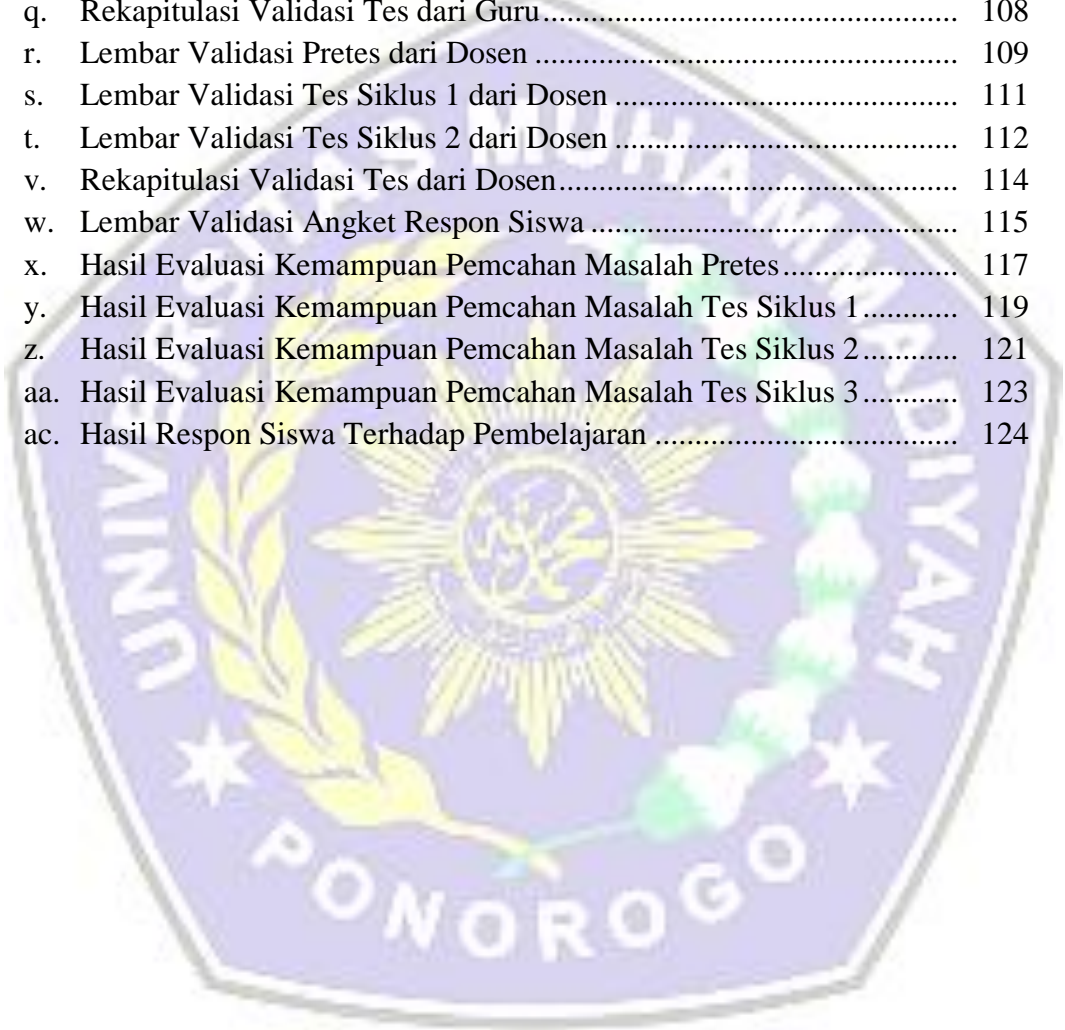 q. Rekapitulasi Validasi Tes dari Guru.................................................... 108
r. Lembar Validasi Pretes dari Dosen ..................................................... 109
s. Lembar Validasi Tes Siklus 1 dari Dosen ........................................... 111
t. Lembar Validasi Tes Siklus 2 dari Dosen ........................................... 112
v. Rekapitulasi Validasi Tes dari Dosen.................................................. 114
w. Lembar Validasi Angket Respon Siswa .............................................. 115
x. Hasil Evaluasi Kemampuan Pemcahan Masalah Pretes...................... 117
y. Hasil Evaluasi Kemampuan Pemcahan Masalah Tes Siklus 1............ 119
z. Hasil Evaluasi Kemampuan Pemcahan Masalah Tes Siklus 2............ 121
aa. Hasil Evaluasi Kemampuan Pemcahan Masalah Tes Siklus 3............ 123
ac. Hasil Respon Siswa Terhadap Pembelajaran ...................................... 124
UNIVERSITAS MUHAMMADIYAH
PONOROGO